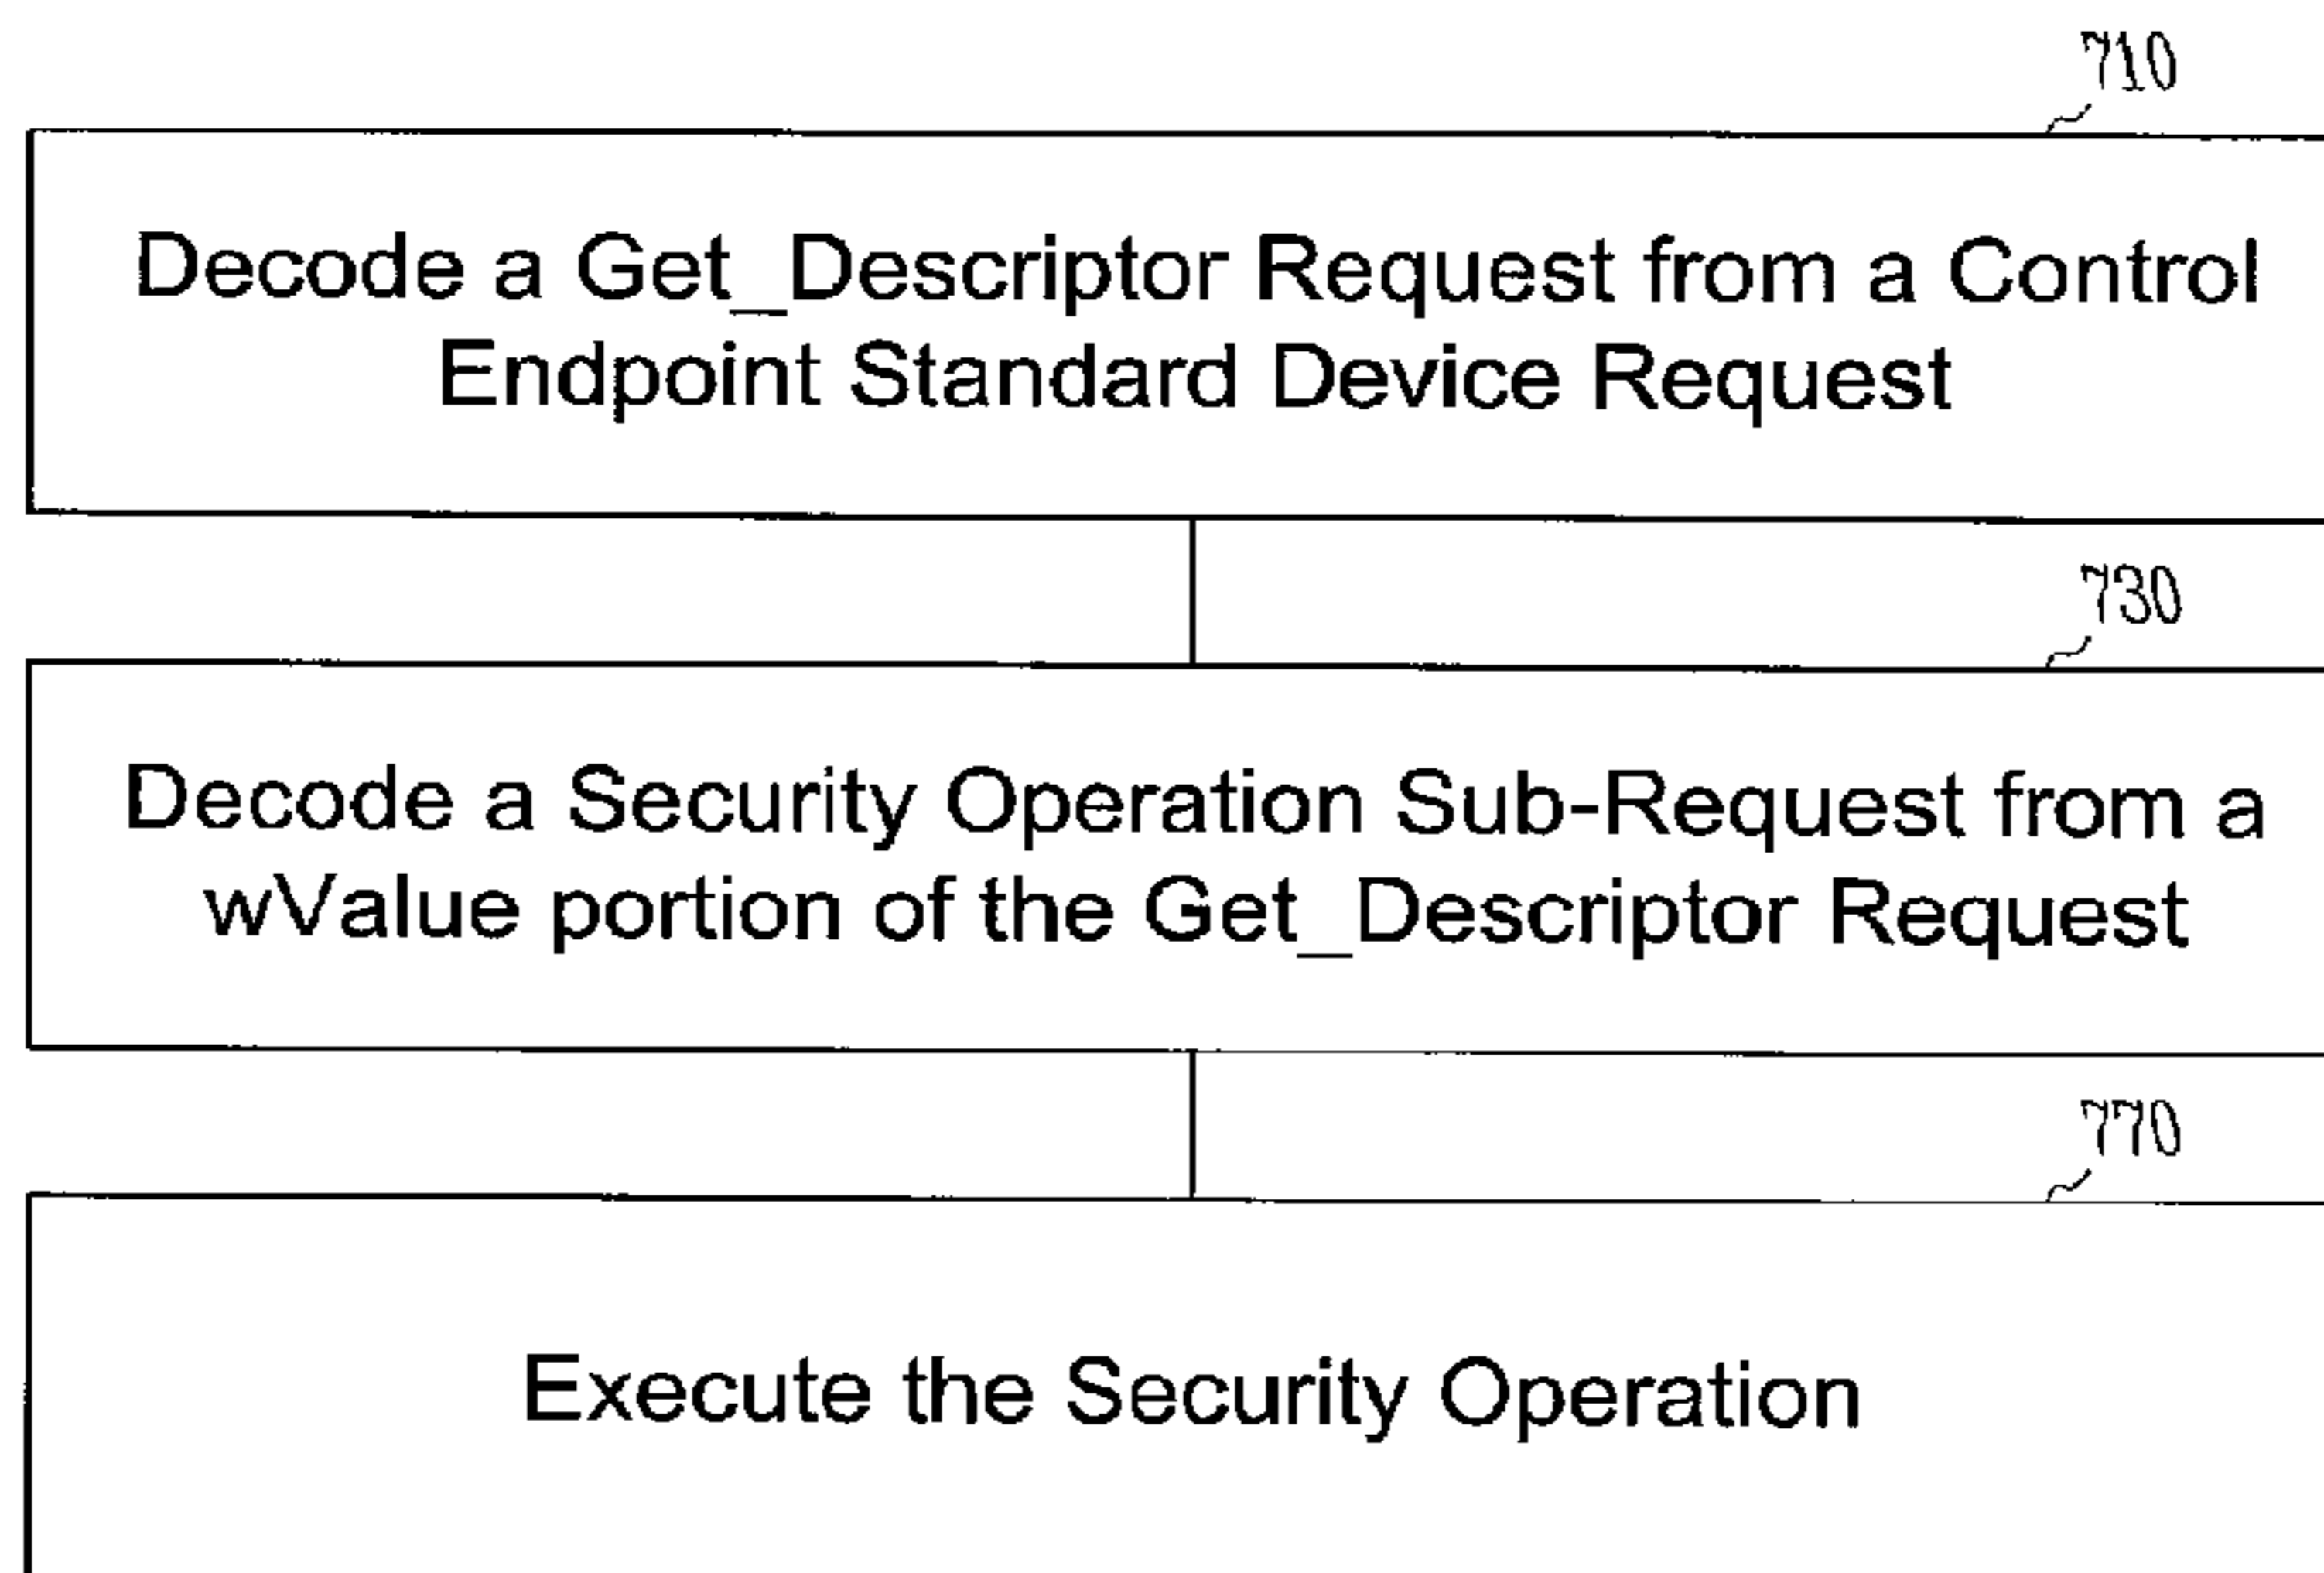 710
Decode a Get_Descriptor Request from a Control
Endpoint Standard Device Request
730
Decode a Security Operation Sub-Request from a
wValue portion of the Get_Descriptor Request
770
Execute the Security Operation